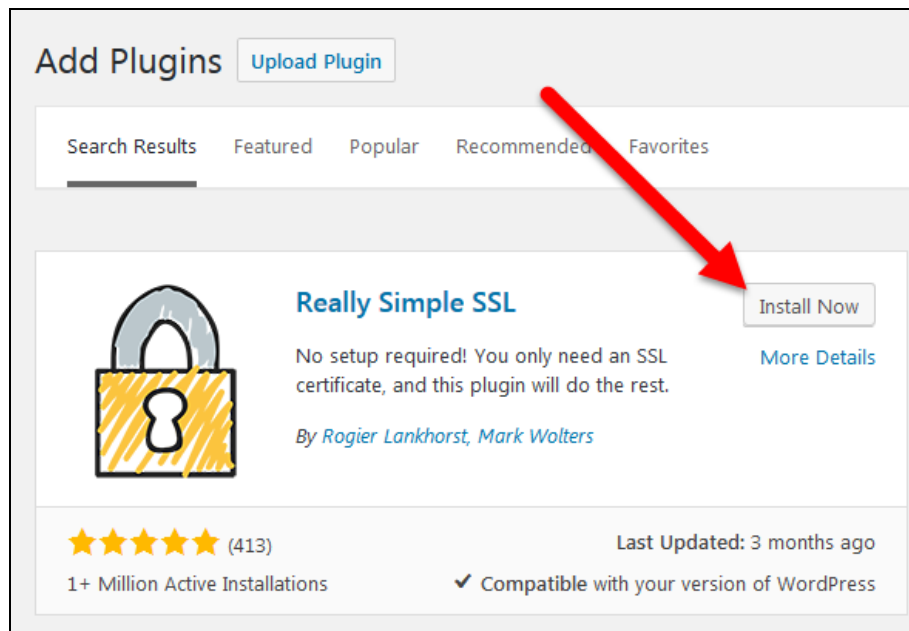 Add Plugins Upload Plugin
Search Results Featured Popular Recommended Favorites
Really Simple SSL
Install Now
No setup required! You only need an SSL
certificate, and this plugin will do the rest.
More Details
By Rogier Lankhorst, Mark Wolters
(413)
Last Updated: 3 months ago
1+ Million Active Installations
Compatible with your version of WordPress